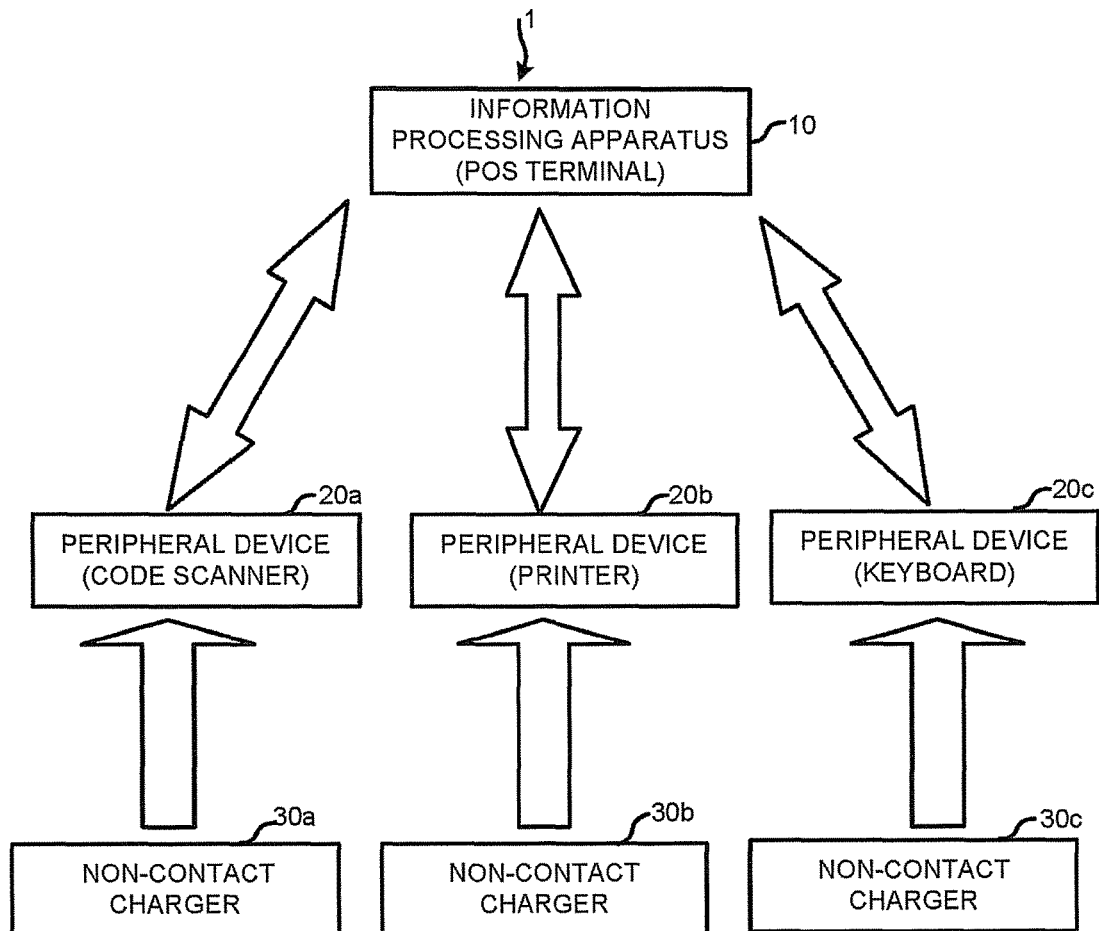 1
INFORMATION
PROCESSING APPARATUS
(POS TERMINAL)
10
20a
20b
20c
PERIPHERAL DEVICE
(CODE SCANNER)
PERIPHERAL DEVICE
(PRINTER)
PERIPHERAL DEVICE
(KEYBOARD)
30a
30b
30c
NON-CONTACT
CHARGER
NON-CONTACT
CHARGER
NON-CONTACT
CHARGER